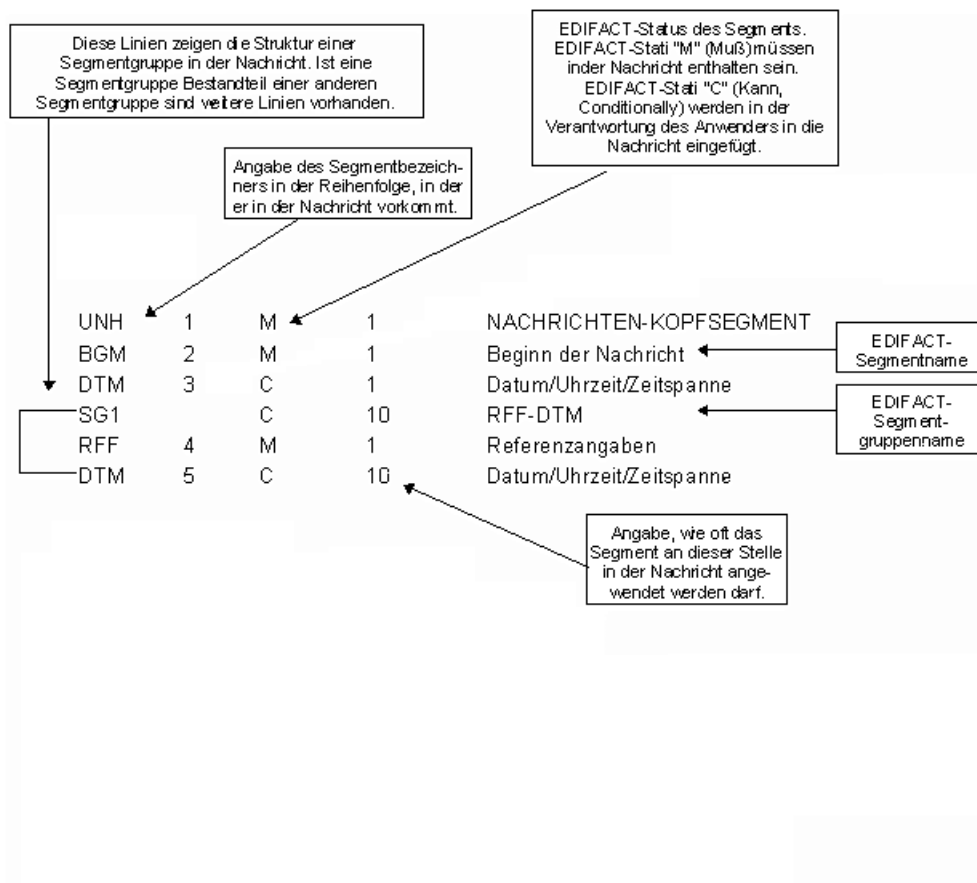 Diese Linien zeigen die Struktur einer
Segmentgruppe in der Nachricht. Ist eine
Segmentgruppe Bestandteil einer anderen
Segmentgruppe sind weitere Linien vorhanden.
EDIFACT-Status des Segments.
EDIFACT-Stati "M" (Muß) müssen
inder Nachricht enthalten sein.
EDIFACT-Stati "C" (Kann,
Conditionally) werden in der
Verantwortung des Anwenders in die
Nachricht eingefügt.
Angabe des Segmentbezeich-
ners in der Reihenfolge, in der
er in der Nachricht vorkommt.
UNH 1 M 1 NACHRICHTEN-KOPFSEGMENT
BGM 2 M 1 Beginn der Nachricht
DTM 3 C 1 Datum/Uhrzeit/Zeitspanne
SG1 C 10 RFF-DTM
RFF 4 M 1 Referenzangaben
DTM 5 C 10 Datum/Uhrzeit/Zeitspanne
EDIFACT-
Segmentname
EDIFACT-
Segment-
gruppenname
Angabe, wie oft das
Segment an dieser Stelle
in der Nachricht ange-
wendet werden darf.